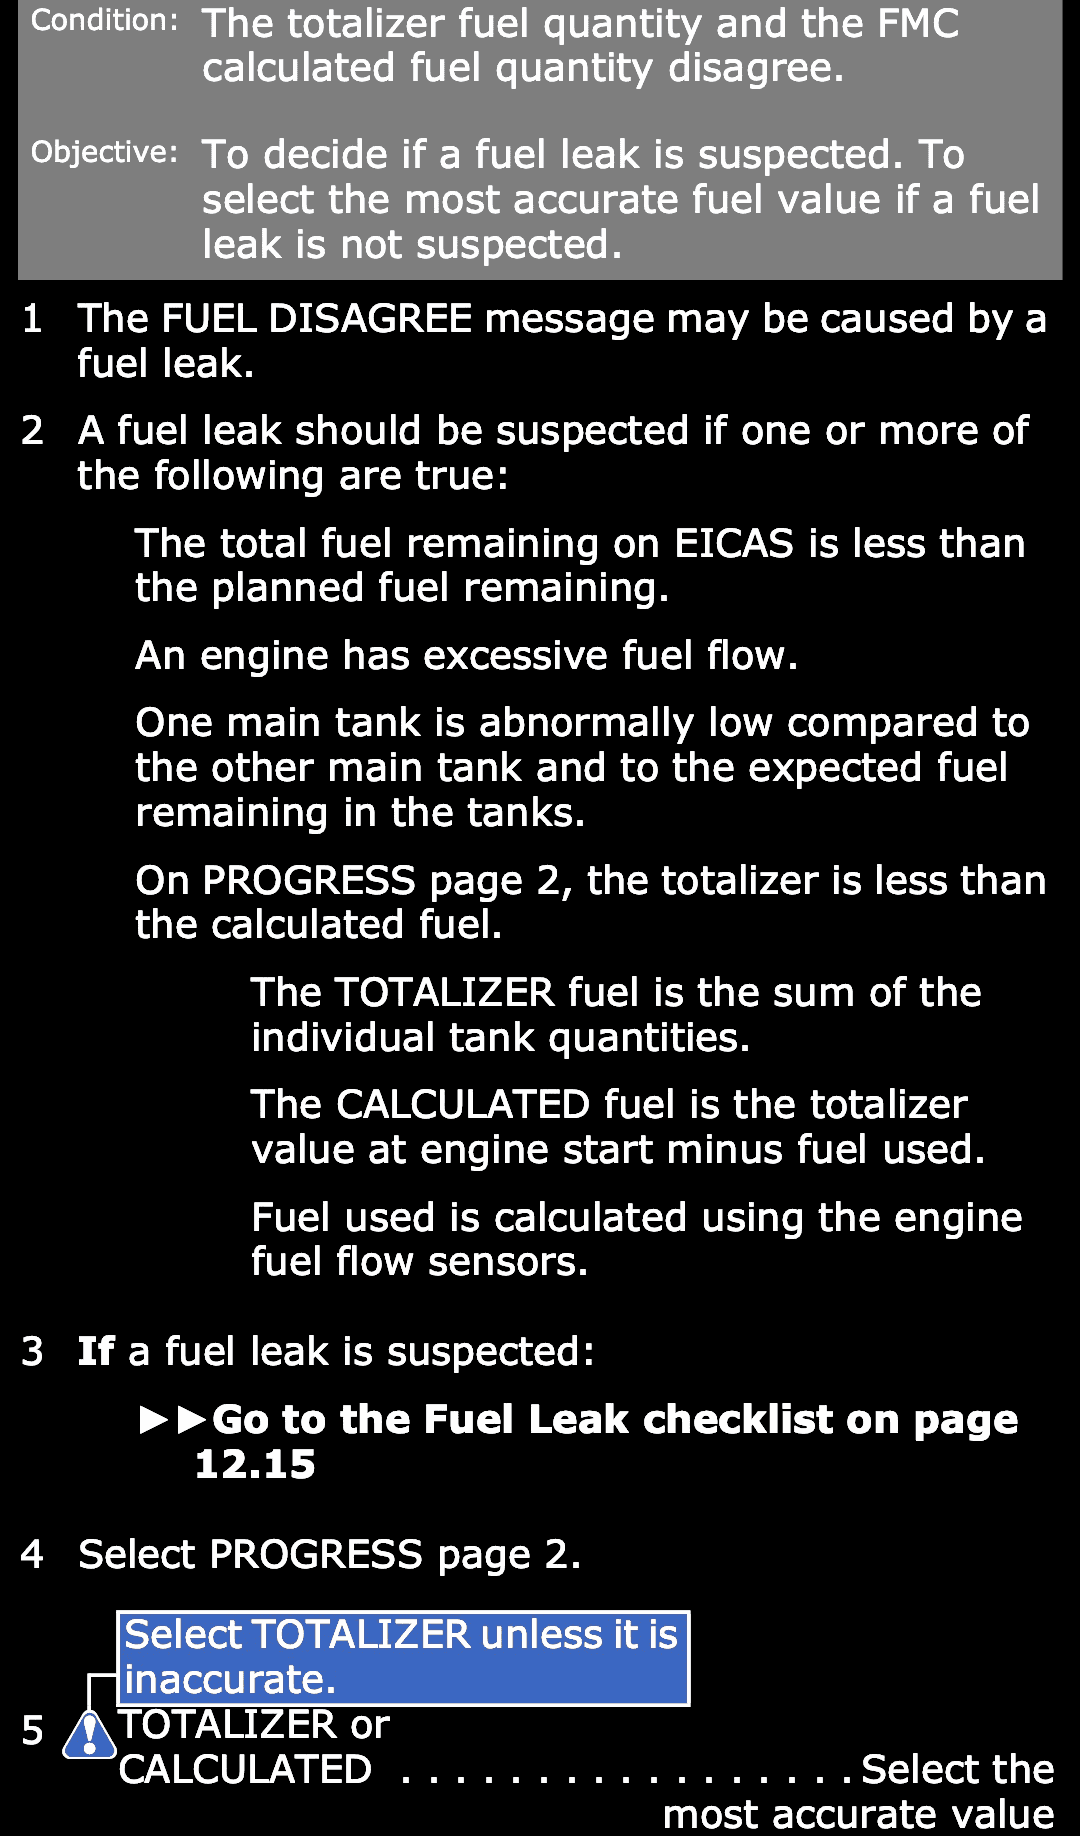 Condition: The totalizer fuel quantity and the FMC
calculated fuel quantity disagree.
Objective: To decide if a fuel leak is suspected. To
select the most accurate fuel value if a fuel
leak is not suspected.
1 The FUEL DISAGREE message may be caused by a
fuel leak.
2 A fuel leak should be suspected if one or more of
the following are true:
The total fuel remaining on EICAS is less than
the planned fuel remaining.
An engine has excessive fuel flow.
One main tank is abnormally low compared to
the other main tank and to the expected fuel
remaining in the tanks.
On PROGRESS page 2, the totalizer is less than
the calculated fuel.
The TOTALIZER fuel is the sum of the
individual tank quantities.
The CALCULATED fuel is the totalizer
value at engine start minus fuel used.
Fuel used is calculated using the engine
fuel flow sensors.
3 If a fuel leak is suspected:
►►Go to the Fuel Leak checklist on page
12.15
4 Select PROGRESS page 2.
Select TOTALIZER unless it is
inaccurate.
5 ! TOTALIZER or
CALCULATED . . . . . . . . . . . . . . . . . Select the
most accurate value